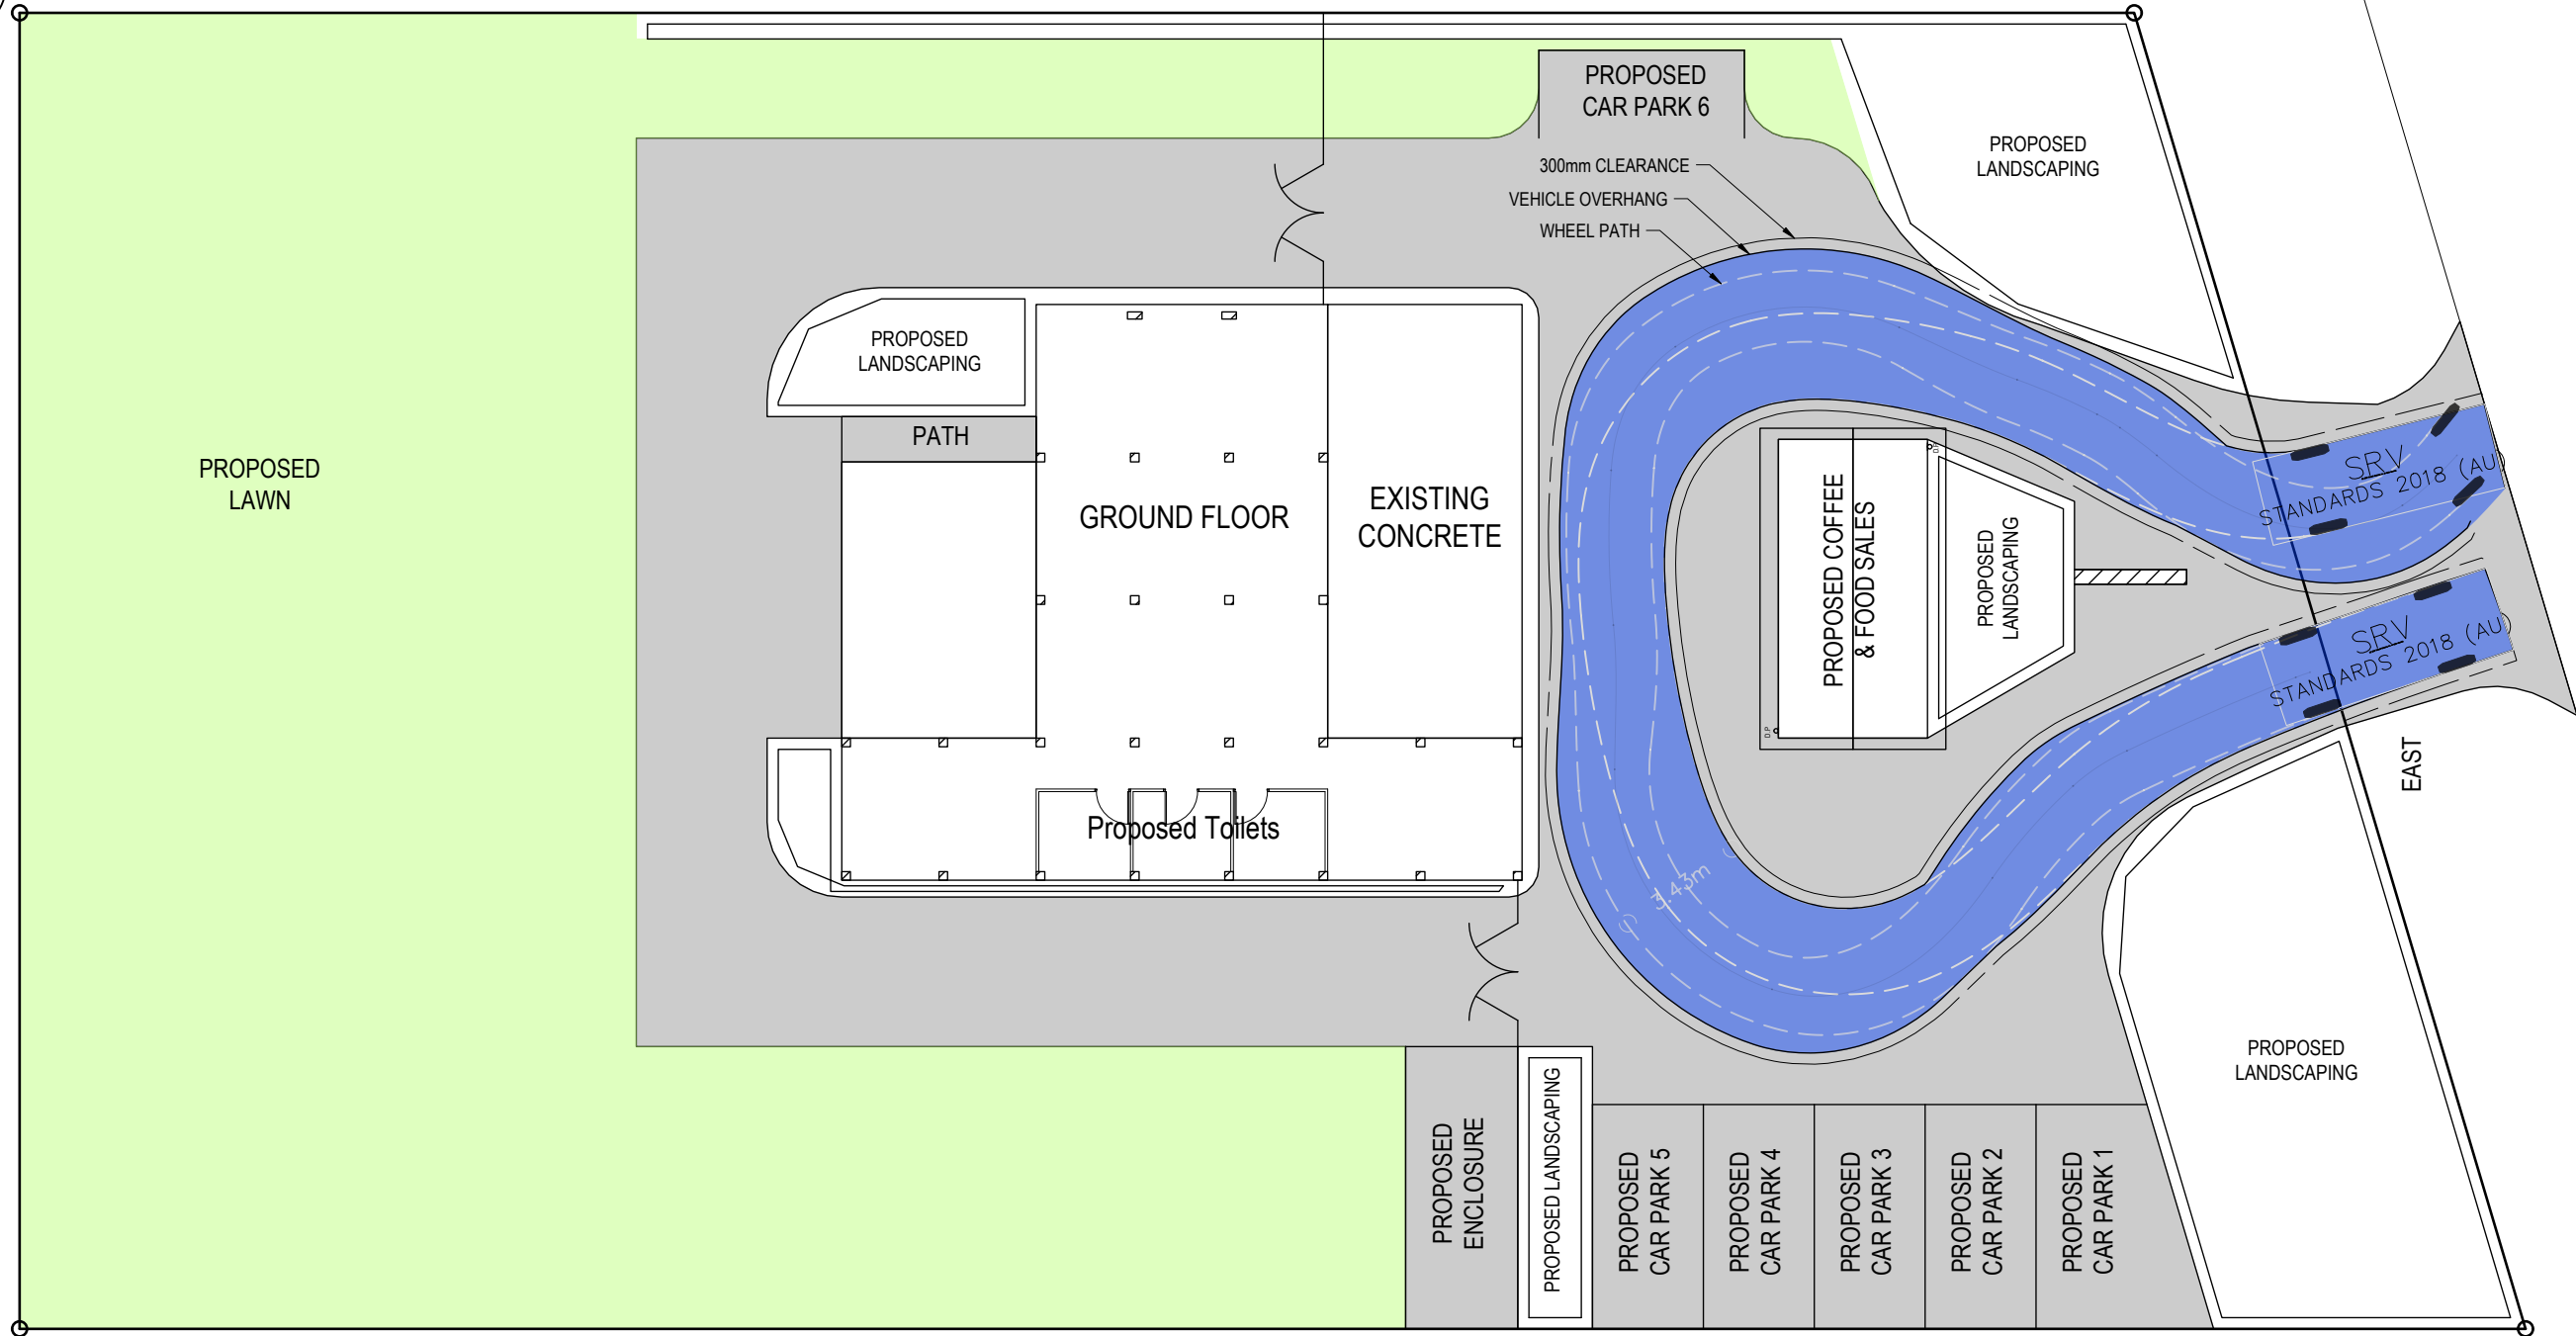 PROPOSED
CAR PARK 6
PROPOSED
LANDSCAPING
300mm CLEARANCE
VEHICLE OVERHANG
WHEEL PATH
PROPOSED
LANDSCAPING
PATH
PROPOSED
LAWN
GROUND FLOOR
EXISTING
CONCRETE
PROPOSED COFFEE
& FOOD SALES
PROPOSED
LANDSCAPING
SRV
STANDARDS 2018 (AU)
SRV
STANDARDS 2018 (AU)
D.P
EAST
Proposed Toilets
PROPOSED
LANDSCAPING
PROPOSED
ENCLOSURE
PROPOSED LANDSCAPING
PROPOSED
CAR PARK 5
PROPOSED
CAR PARK 4
PROPOSED
CAR PARK 3
PROPOSED
CAR PARK 2
PROPOSED
CAR PARK 1